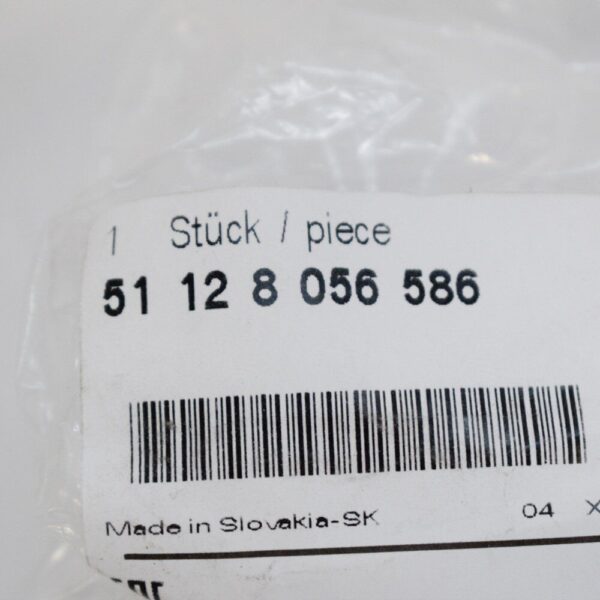 1 Stück / piece
51 12 8 056 586
Made in Slovakia-SK 04 X